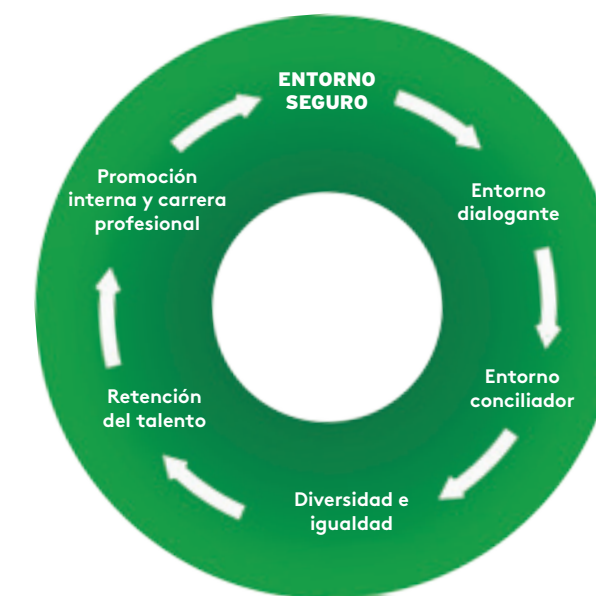 ENTORNO
SEGURO
Entorno
dialogante
Entorno
conciliador
Diversidad e
igualdad
Retención
del talento
Promoción
interna y carrera
profesional